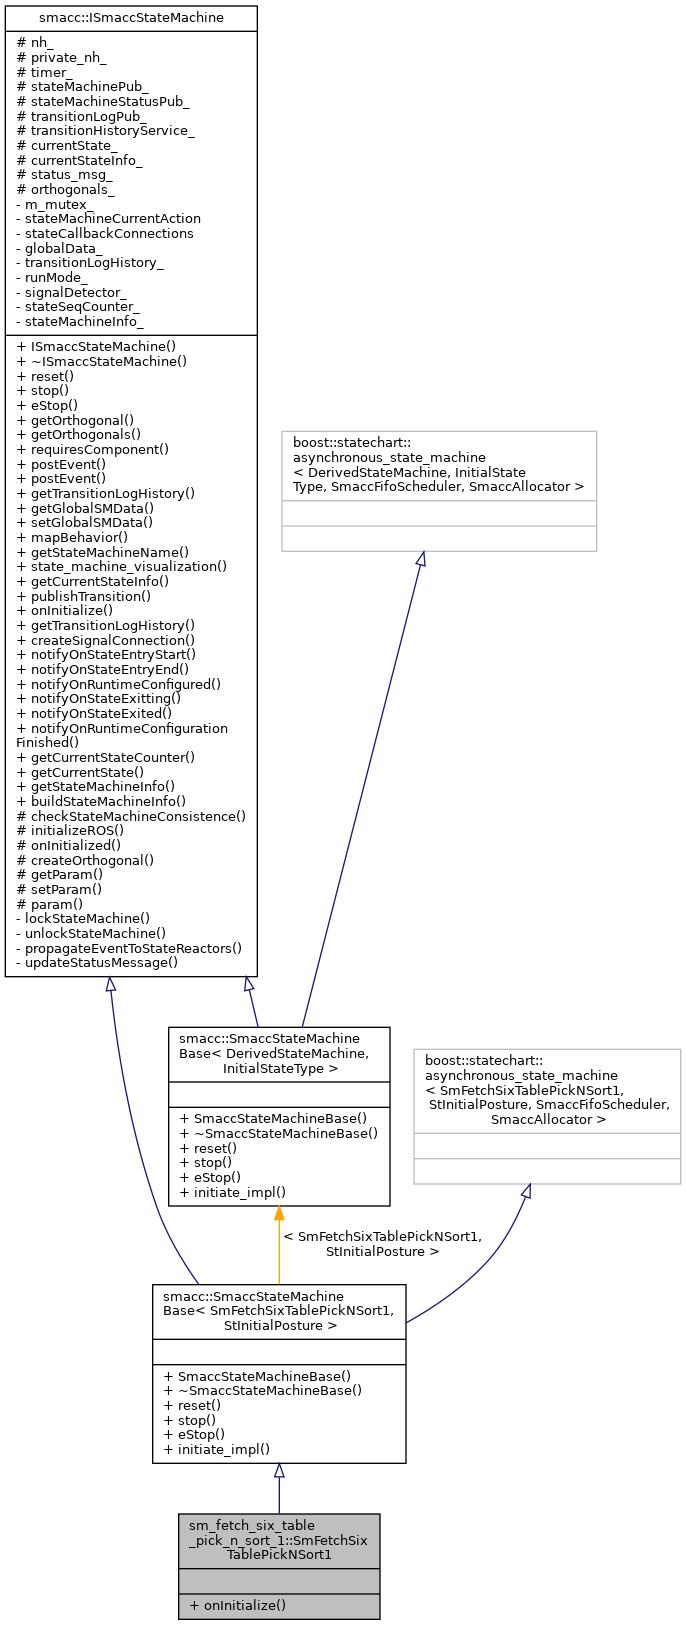 smacc::ISmaccStateMachine
# nh_
# private_nh_
# timer_
# stateMachinePub_
# stateMachineStatusPub_
# transitionLogPub_
# transitionHistoryService_
# currentState_
# currentStateInfo_
# status_msg_
# orthogonals_
- m_mutex_
- stateMachineCurrentAction
- stateCallbackConnections
- globalData_
- transitionLogHistory_
- runMode_
- signalDetector_
- stateSeqCounter_
- stateMachineInfo_
+ ISmaccStateMachine()
+ ~ISmaccStateMachine()
+ reset()
+ stop()
+ eStop()
+ getOrthogonal()
+ getOrthogonals()
+ requiresComponent()
+ postEvent()
+ postEvent()
+ getTransitionLogHistory()
+ getGlobalSMData()
+ setGlobalSMData()
+ mapBehavior()
+ getStateMachineName()
+ state_machine_visualization()
+ getCurrentStateInfo()
+ publishTransition()
+ onInitialize()
+ getTransitionLogHistory()
+ createSignalConnection()
+ notifyOnStateEntryStart()
+ notifyOnStateEntryEnd()
+ notifyOnRuntimeConfigured()
+ notifyOnStateExitting()
+ notifyOnStateExited()
+ notifyOnRuntimeConfiguration
Finished()
+ getCurrentStateCounter()
+ getCurrentState()
+ getStateMachineInfo()
+ buildStateMachineInfo()
# checkStateMachineConsistence()
# initializeROS()
# onInitialized()
# createOrthogonal()
# getParam()
# setParam()
# param()
- lockStateMachine()
- unlockStateMachine()
- propagateEventToStateReactors()
- updateStatusMessage()
boost::statechart::
asynchronous_state_machine
< DerivedStateMachine, InitialState
Type, SmaccFifoScheduler, SmaccAllocator >
smacc::SmaccStateMachine
Base< DerivedStateMachine,
InitialStateType >
+ SmaccStateMachineBase()
+ ~SmaccStateMachineBase()
+ reset()
+ stop()
+ eStop()
+ initiate_impl()
boost::statechart::
asynchronous_state_machine
< SmFetchSixTablePickNSort1,
StInitialPosture, SmaccFifoScheduler,
SmaccAllocator >
< SmFetchSixTablePickNSort1,
StInitialPosture >
smacc::SmaccStateMachine
Base< SmFetchSixTablePickNSort1,
StInitialPosture >
+ SmaccStateMachineBase()
+ ~SmaccStateMachineBase()
+ reset()
+ stop()
+ eStop()
+ initiate_impl()
sm_fetch_six_table
_pick_n_sort_1::SmFetchSix
TablePickNSort1
+ onInitialize()